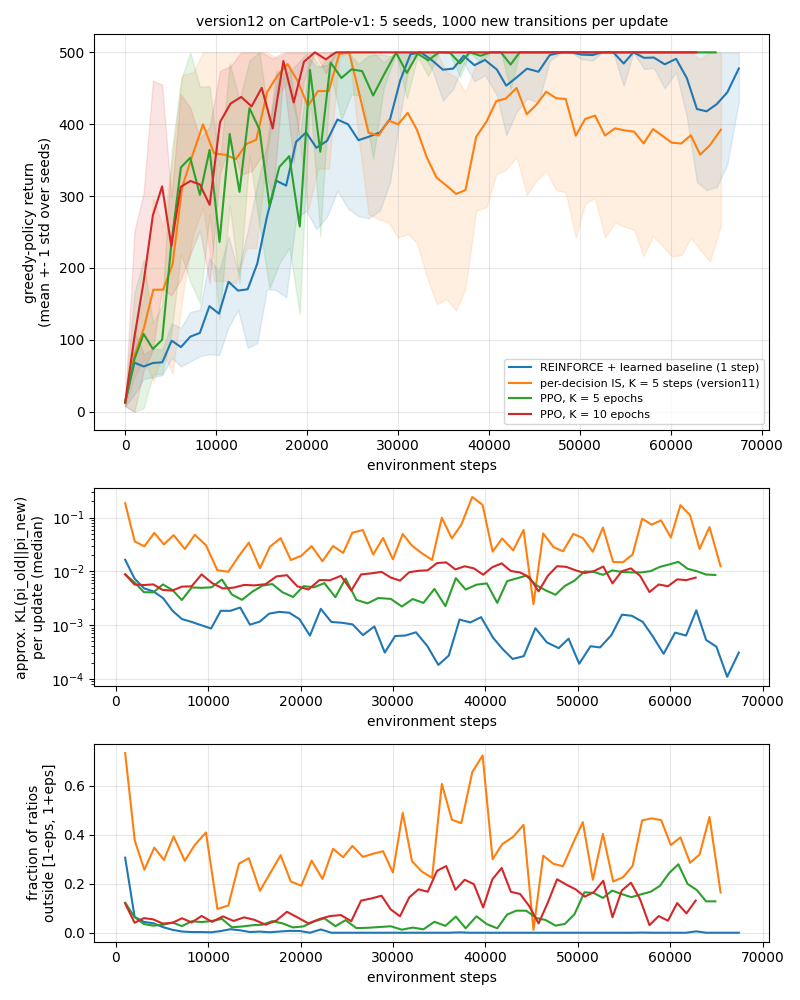 version12 on CartPole-v1: 5 seeds, 1000 new transitions per update
greedy-policy return
(mean +- 1 std over seeds)
500
400
300
200
100
0
REINFORCE + learned baseline (1 step)
per-decision IS, K = 5 steps (version11)
PPO, K = 5 epochs
PPO, K = 10 epochs
0 10000 20000 30000 40000 50000 60000 70000
environment steps
approx. KL(pi_old||pi_new)
per update (median)
10⁻¹
10⁻²
10⁻³
10⁻⁴
0 10000 20000 30000 40000 50000 60000 70000
environment steps
fraction of ratios
outside [1-eps, 1+eps]
0.6
0.4
0.2
0.0
0 10000 20000 30000 40000 50000 60000 70000
environment steps